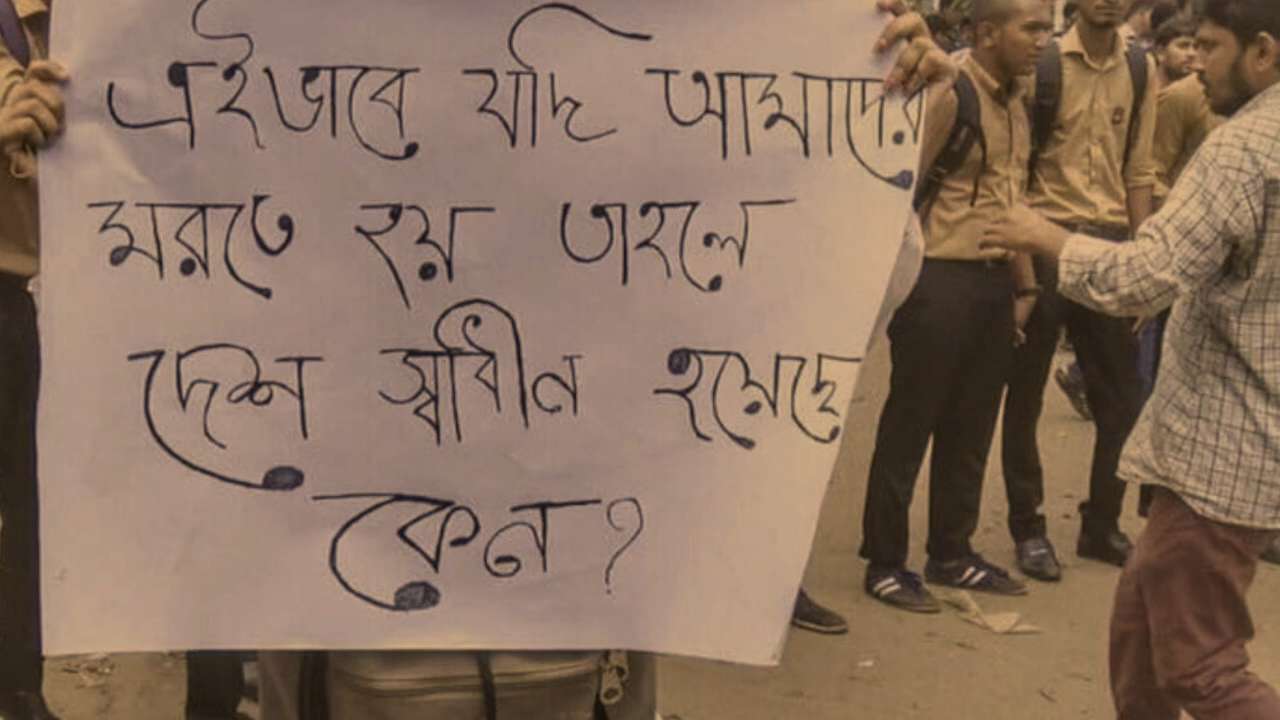 এইভাবে যদি আমাদের
মরতে হয় তাহলে
দেশ স্বাধীন হয়েছে
কেন?